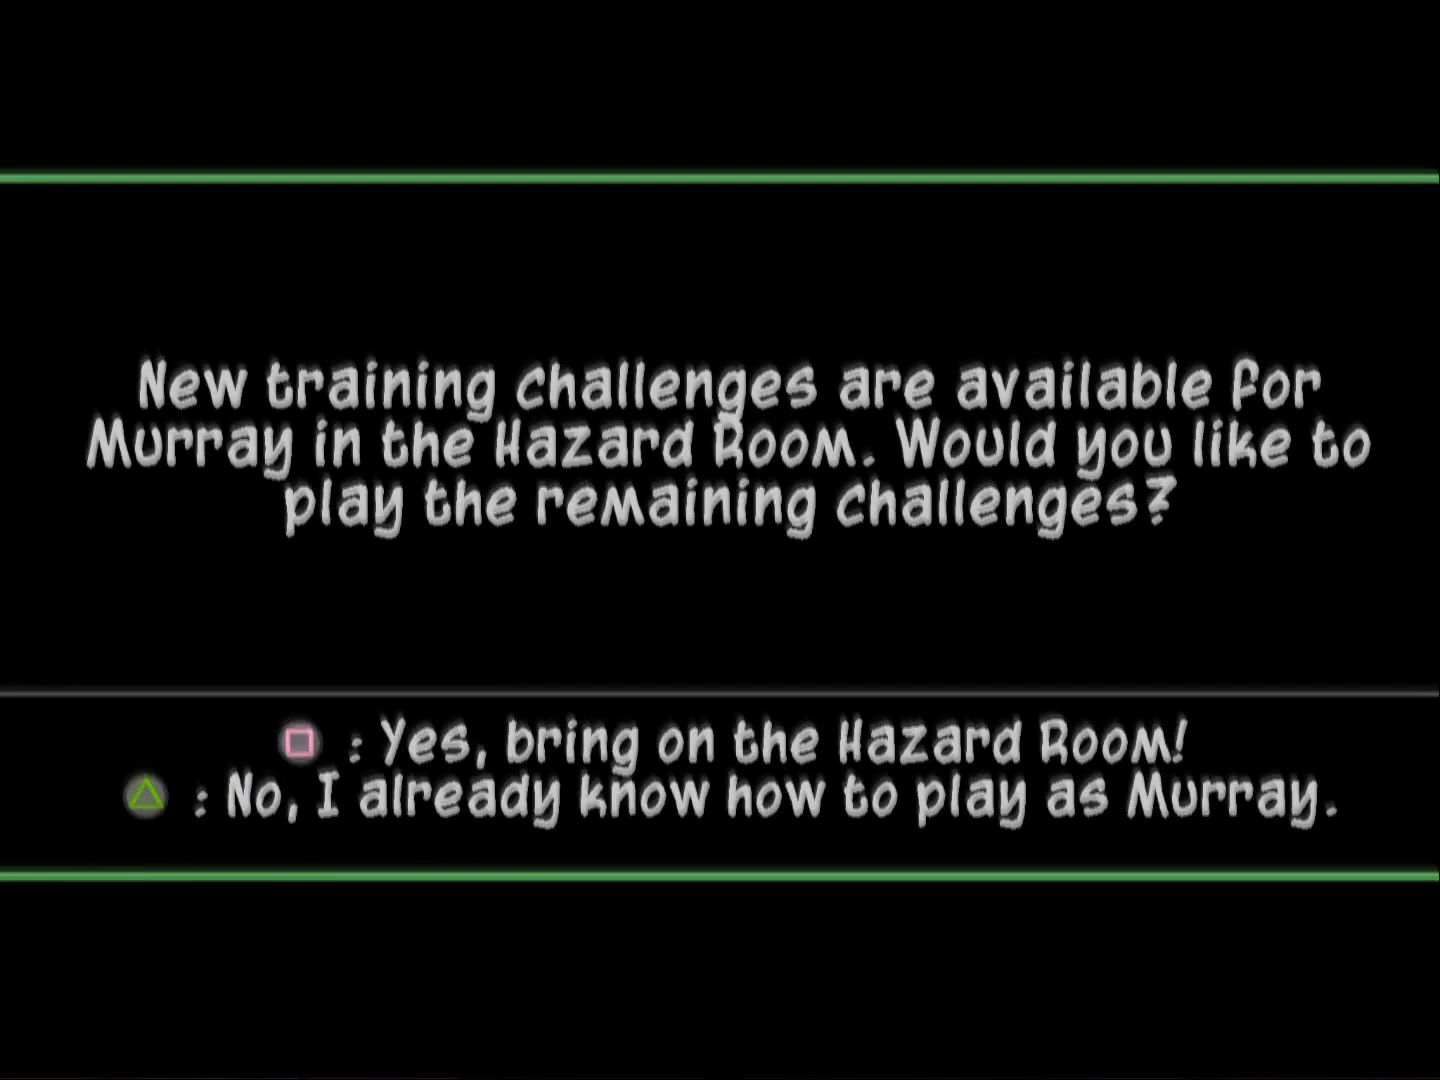 New training challenges are available for
Murray in the Hazard Room. Would you like to
play the remaining challenges?
: Yes, bring on the Hazard Room!
: No, I already know how to play as Murray.